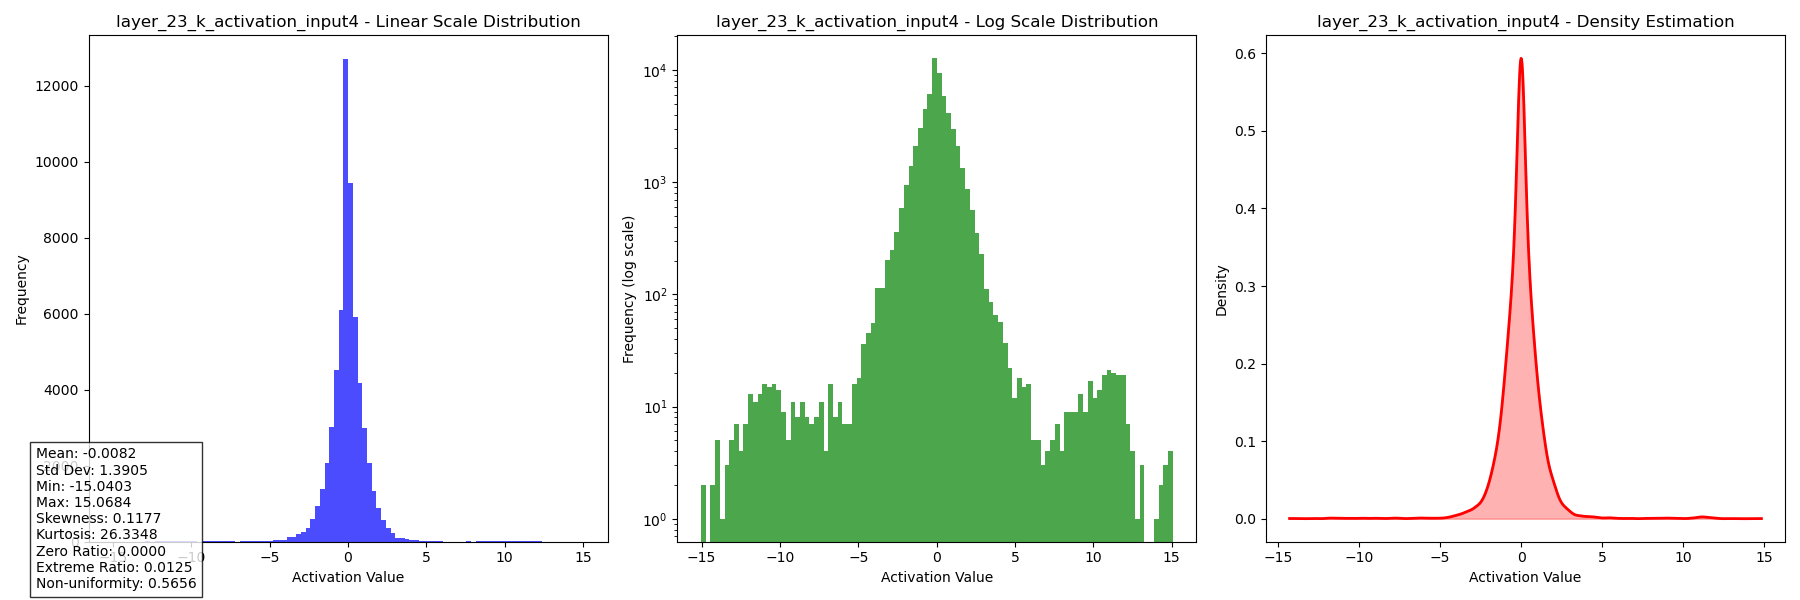 layer_23_k_activation_input4 - Linear Scale Distribution
12000
10000
8000
6000
4000
Frequency
−5
0
5
10
15
Activation Value
Mean: -0.0082
Std Dev: 1.3905
Min: -15.0403
Max: 15.0684
Skewness: 0.1177
Kurtosis: 26.3348
Zero Ratio: 0.0000
Extreme Ratio: 0.0125
Non-uniformity: 0.5656
layer_23_k_activation_input4 - Log Scale Distribution
10⁴
10³
10²
10¹
10⁰
Frequency (log scale)
−15
−10
−5
0
5
10
15
Activation Value
layer_23_k_activation_input4 - Density Estimation
0.6
0.5
0.4
0.3
0.2
0.1
0.0
Density
−15
−10
−5
0
5
10
15
Activation Value